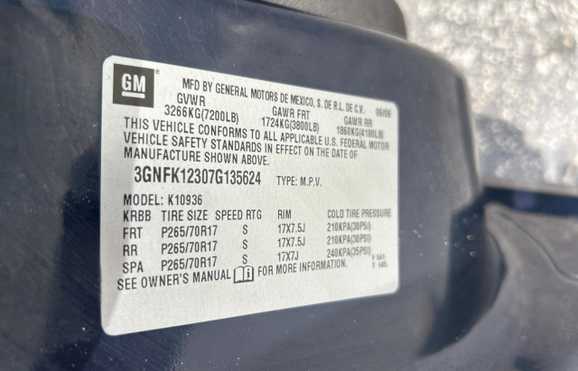 GM
MFD BY GENERAL MOTORS DE MEXICO, S. DE R.L. DE C.V. 06/06
GVWR GAWR FRT GAWR RR
3266KG(7200LB) 1724KG(3800LB) 1860KG(4100LB)
THIS VEHICLE CONFORMS TO ALL APPLICABLE U.S. FEDERAL MOTOR
VEHICLE SAFETY STANDARDS IN EFFECT ON THE DATE OF
MANUFACTURE SHOWN ABOVE.
3GNFK12307G135624 TYPE: M.P.V.
MODEL: K10936
KRBB TIRE SIZE SPEED RTG RIM COLD TIRE PRESSURE
FRT P265/70R17 S 17X7.5J 210KPA(30PSI)
RR P265/70R17 S 17X7.5J 210KPA(30PSI)
SPA P265/70R17 S 17X7J 240KPA(35PSI)
SEE OWNER'S MANUAL FOR MORE INFORMATION.